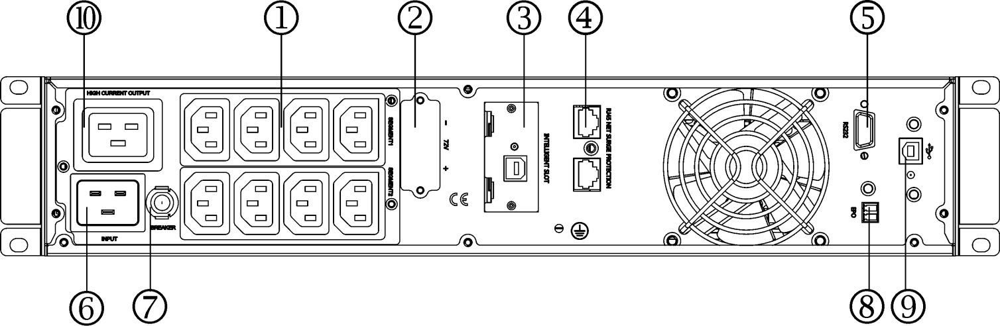 10 1 2 3 4 5
HIGH CURRENT OUTPUT
SEGMENT1
SEGMENT2
- 72V +
CE
INTELLIGENT SLOT
RJ45 NET SURGE PROTECTION
RS232
EPO
BREAKER
INPUT
6 7 8 9